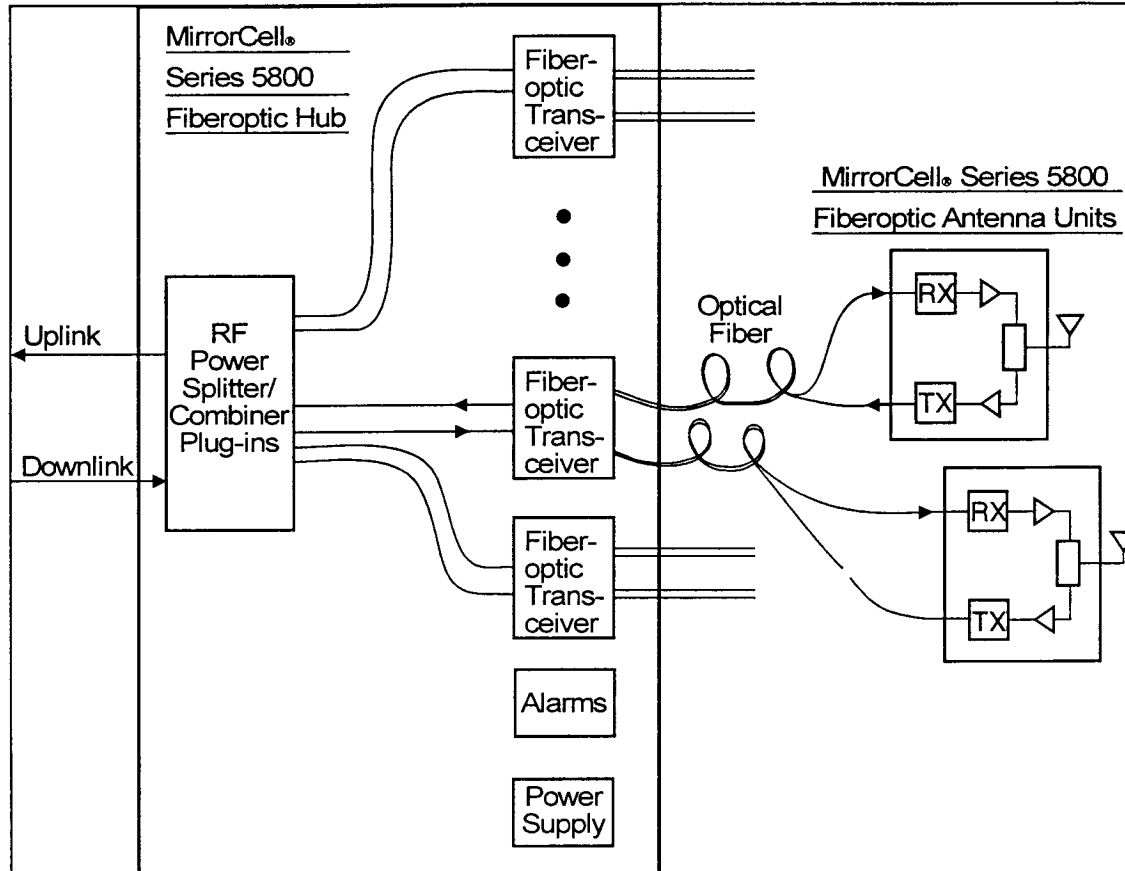 MirrorCell®
Series 5800
Fiberoptic Hub
Fiber-
optic
Trans-
ceiver
MirrorCell® Series 5800
Fiberoptic Antenna Units
Uplink
Downlink
RF
Power
Splitter/
Combiner
Plug-ins
Fiber-
optic
Trans-
ceiver
Optical
Fiber
RX
TX
RX
TX
Fiber-
optic
Trans-
ceiver
Alarms
Power
Supply